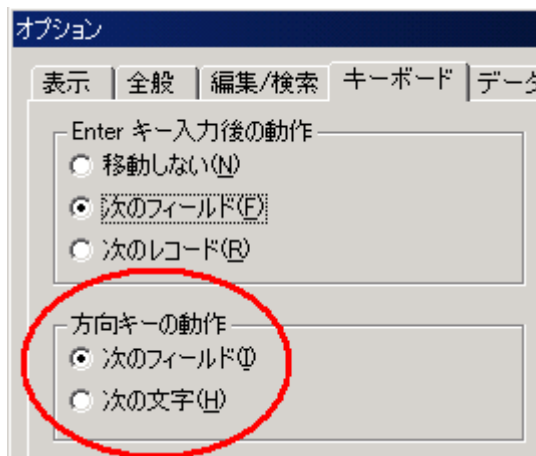 オプション
表示 全般 編集/検索 キーボード データ
Enter キー入力後の動作
移動しない(N)
次のフィールド(F)
次のレコード(R)
方向キーの動作
次のフィールド(I)
次の文字(H)